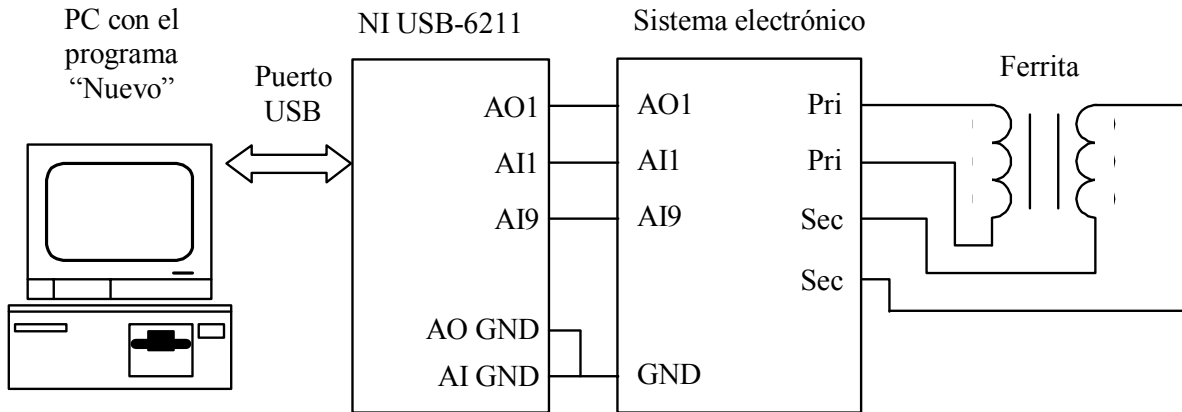 PC con el
programa
“Nuevo”
Puerto
USB
NI USB-6211
AO1
AI1
AI9
AO GND
AI GND
Sistema electrónico
AO1
AI1
AI9
GND
Pri
Pri
Sec
Sec
Ferrita